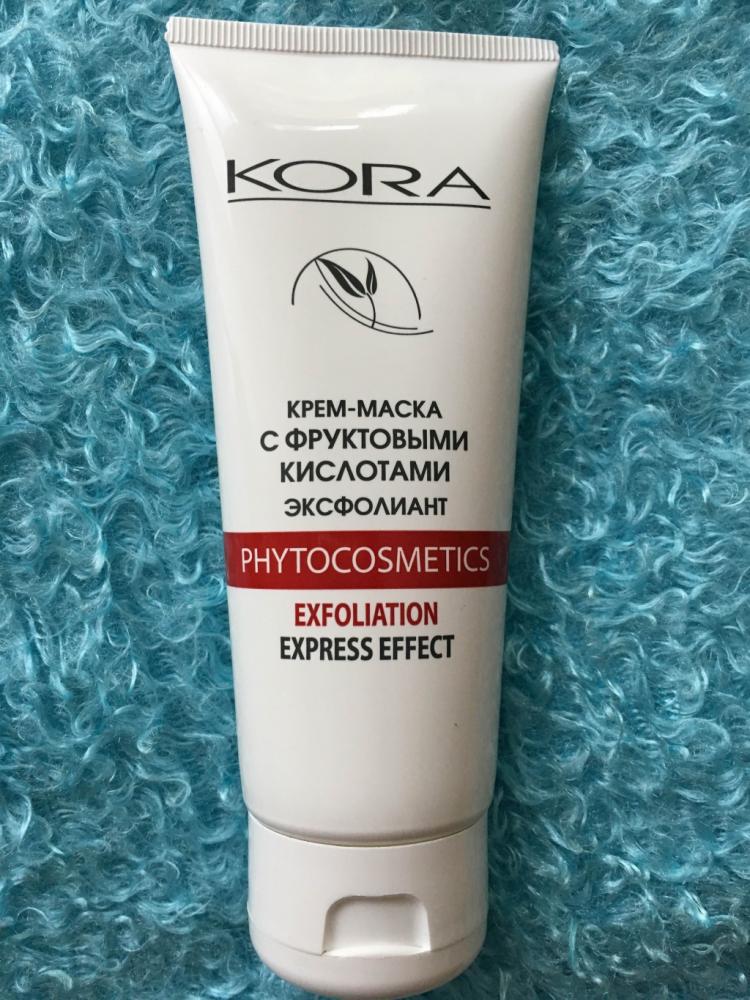 KORA
КРЕМ-МАСКА
С ФРУКТОВЫМИ
КИСЛОТАМИ
ЭКСФОЛИАНТ
PHYTOCOSMETICS
EXFOLIATION
EXPRESS EFFECT